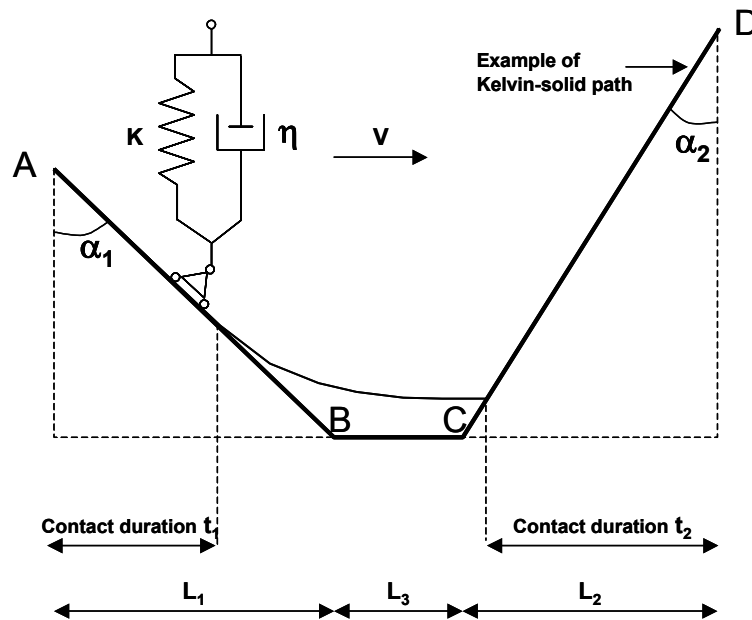 D
Example of
Kelvin-solid path
K
η
V
A
α1
α2
B
C
Contact duration t1
Contact duration t2
L1
L3
L2